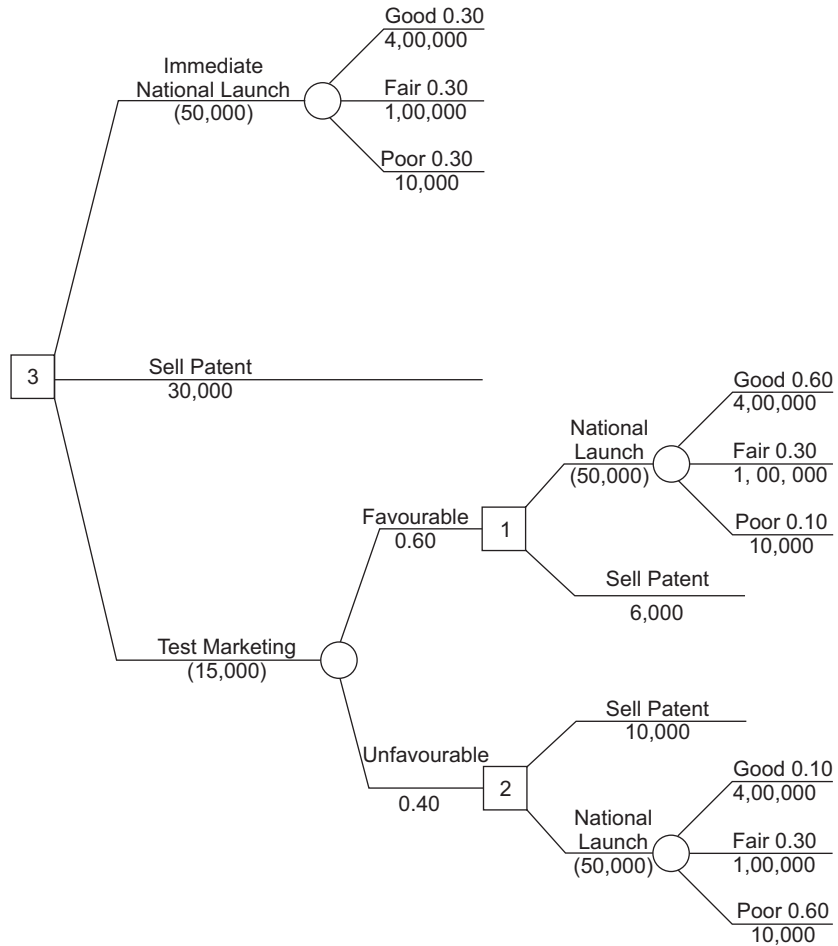 Good 0.30
4,00,000
Immediate
National Launch
(50,000)
Fair 0.30
1,00,000
Poor 0.30
10,000
3
Sell Patent
30,000
Good 0.60
4,00,000
National
Launch
(50,000)
Fair 0.30
1, 00, 000
Favourable
0.60
1
Poor 0.10
10,000
Sell Patent
6,000
Test Marketing
(15,000)
Sell Patent
10,000
Unfavourable
0.40
2
Good 0.10
4,00,000
National
Launch
(50,000)
Fair 0.30
1,00,000
Poor 0.60
10,000